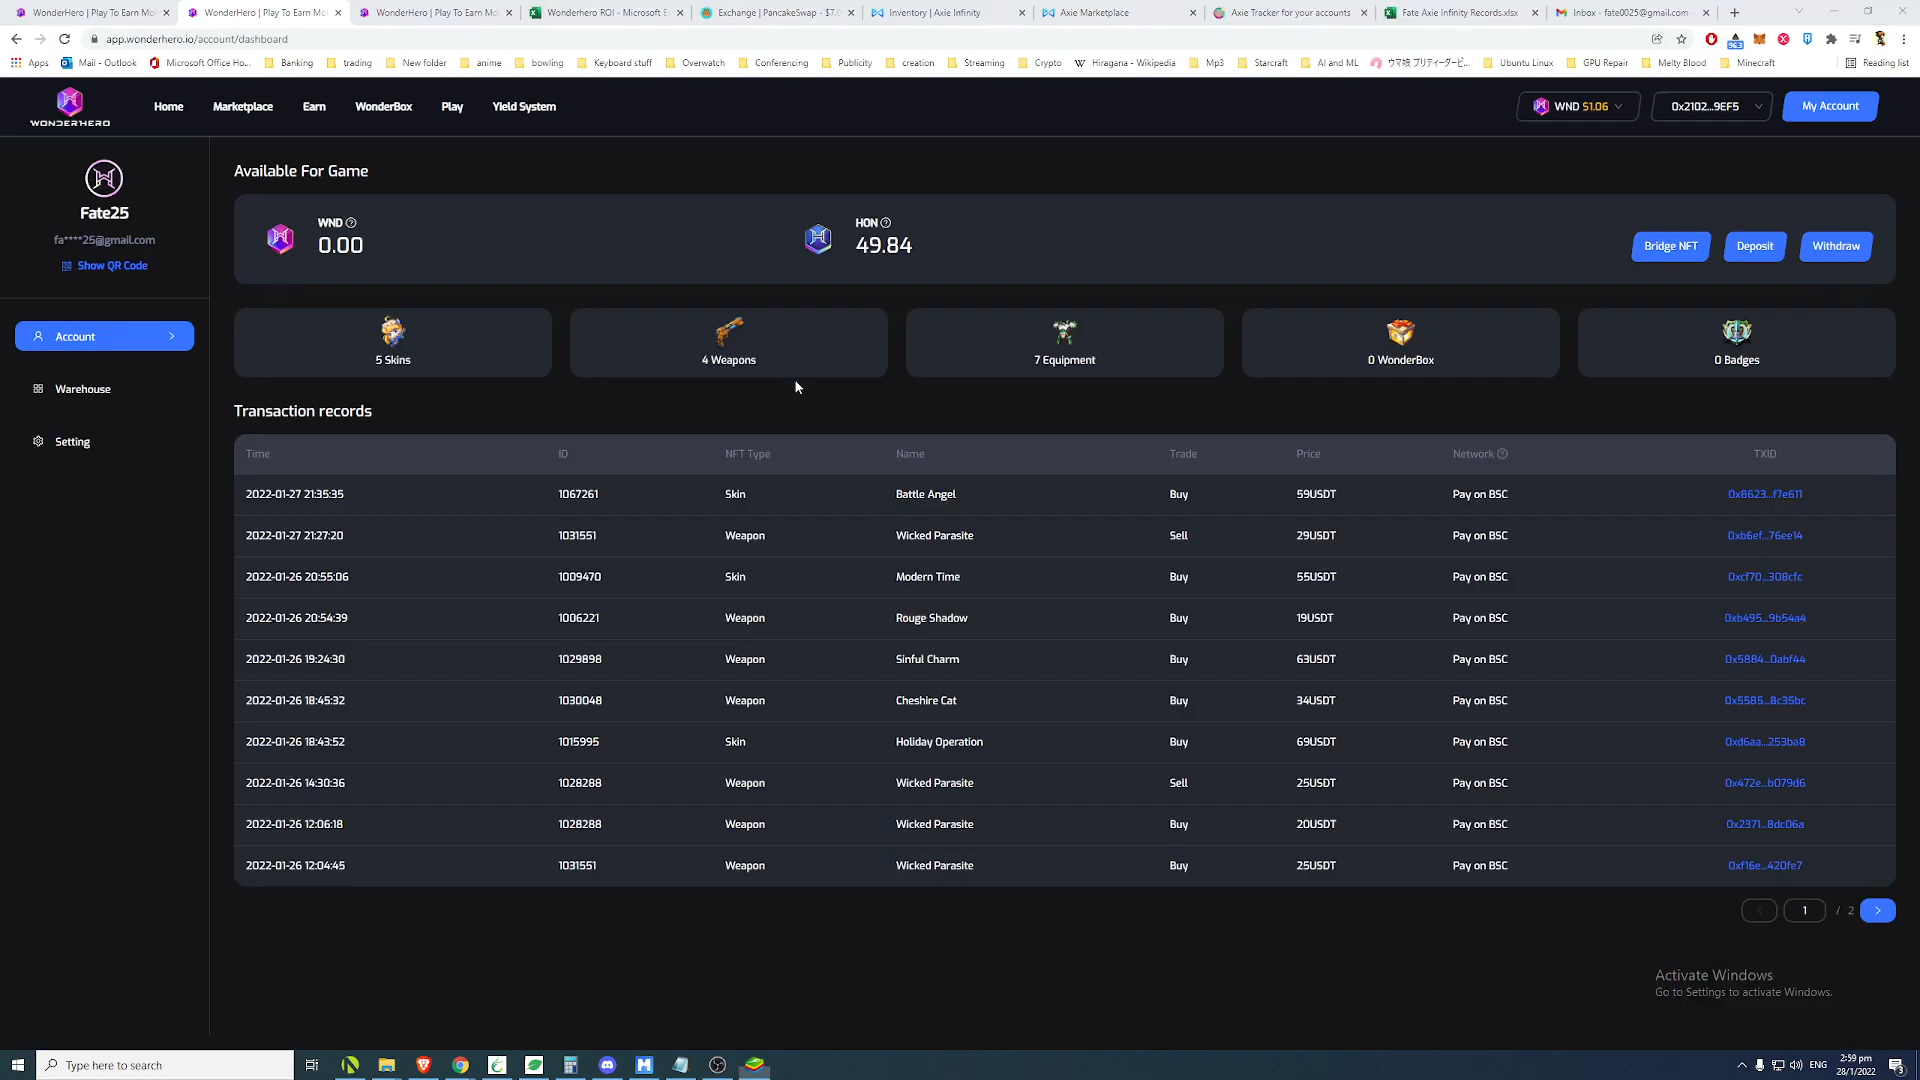 WonderHero | Play To Earn Mo
WonderHero | Play To Earn Mo
WonderHero | Play To Earn Mo
Wonderhero ROI - Microsoft E
Exchange | PancakeSwap - $7.0
Inventory | Axie Infinity
Axie Marketplace
Axie Tracker for your accounts
Fate Axie Infinity Records.xlsx -
Inbox - fate0025@gmail.com -
app.wonderhero.io/account/dashboard
96.3
Apps
Mail - Outlook
Microsoft Office Ho...
Banking
trading
New folder
anime
bowling
Keyboard stuff
Overwatch
Conferencing
Publicity
creation
Streaming
Crypto
W Hiragana - Wikipedia
Mp3
Starcraft
AI and ML
ウマ娘 プリティーダービ...
Ubuntu Linux
GPU Repair
Melty Blood
Minecraft
Reading list
WONDERHERO
Home
Marketplace
Earn
WonderBox
Play
Yield System
WND $1.06
0x2102...9EF5
My Account
Fate25
fa****25@gmail.com
Show QR Code
Account
Warehouse
Setting
Available For Game
WND
0.00
HON
49.84
Bridge NFT
Deposit
Withdraw
5 Skins
4 Weapons
7 Equipment
0 WonderBox
0 Badges
Transaction records
Time ID NFT Type Name Trade Price Network TXID
2022-01-27 21:35:35 1067261 Skin Battle Angel Buy 59USDT Pay on BSC 0x8623...f7e611
2022-01-27 21:27:20 1031551 Weapon Wicked Parasite Sell 29USDT Pay on BSC 0xb6ef...76ee14
2022-01-26 20:55:06 1009470 Skin Modern Time Buy 55USDT Pay on BSC 0xcf70...308cfc
2022-01-26 20:54:39 1006221 Weapon Rouge Shadow Buy 19USDT Pay on BSC 0xb495...9b54a4
2022-01-26 19:24:30 1029898 Weapon Sinful Charm Buy 63USDT Pay on BSC 0x5884...0abf44
2022-01-26 18:45:32 1030048 Weapon Cheshire Cat Buy 34USDT Pay on BSC 0x5585...8c35bc
2022-01-26 18:43:52 1015995 Skin Holiday Operation Buy 69USDT Pay on BSC 0xd6aa...253ba8
2022-01-26 14:30:36 1028288 Weapon Wicked Parasite Sell 25USDT Pay on BSC 0x472e...b079d6
2022-01-26 12:06:18 1028288 Weapon Wicked Parasite Buy 20USDT Pay on BSC 0x2371...8dc06a
2022-01-26 12:04:45 1031551 Weapon Wicked Parasite Buy 25USDT Pay on BSC 0xf16e...420fe7
1 / 2
Activate Windows
Go to Settings to activate Windows.
Type here to search
ENG
2:59 pm
28/1/2022
3